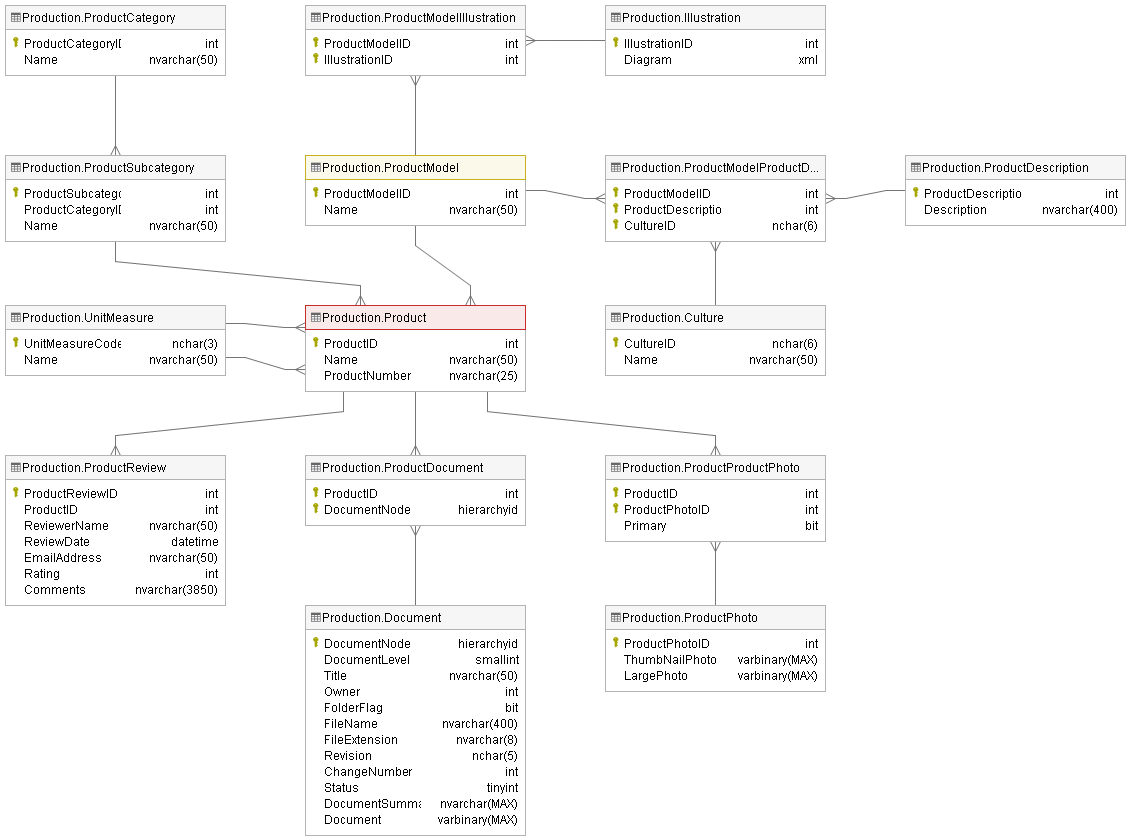 Production.ProductCategory
ProductCategoryID int
Name nvarchar(50)
Production.ProductModelIllustration
ProductModelID int
IllustrationID int
Production.Illustration
IllustrationID int
Diagram xml
Production.ProductSubcategory
ProductSubcateg int
ProductCategoryID int
Name nvarchar(50)
Production.ProductModel
ProductModelID int
Name nvarchar(50)
Production.ProductModelProductD...
ProductModelID int
ProductDescriptio int
CultureID nchar(6)
Production.ProductDescription
ProductDescriptio int
Description nvarchar(400)
Production.UnitMeasure
UnitMeasureCode nchar(3)
Name nvarchar(50)
Production.Product
ProductID int
Name nvarchar(50)
ProductNumber nvarchar(25)
Production.Culture
CultureID nchar(6)
Name nvarchar(50)
Production.ProductReview
ProductReviewID int
ProductID int
ReviewerName nvarchar(50)
ReviewDate datetime
EmailAddress nvarchar(50)
Rating int
Comments nvarchar(3850)
Production.ProductDocument
ProductID int
DocumentNode hierarchyid
Production.ProductProductPhoto
ProductID int
ProductPhotoID int
Primary bit
Production.Document
DocumentNode hierarchyid
DocumentLevel smallint
Title nvarchar(50)
Owner int
FolderFlag bit
FileName nvarchar(400)
FileExtension nvarchar(8)
Revision nchar(5)
ChangeNumber int
Status tinyint
DocumentSumma nvarchar(MAX)
Document varbinary(MAX)
Production.ProductPhoto
ProductPhotoID int
ThumbNailPhoto varbinary(MAX)
LargePhoto varbinary(MAX)